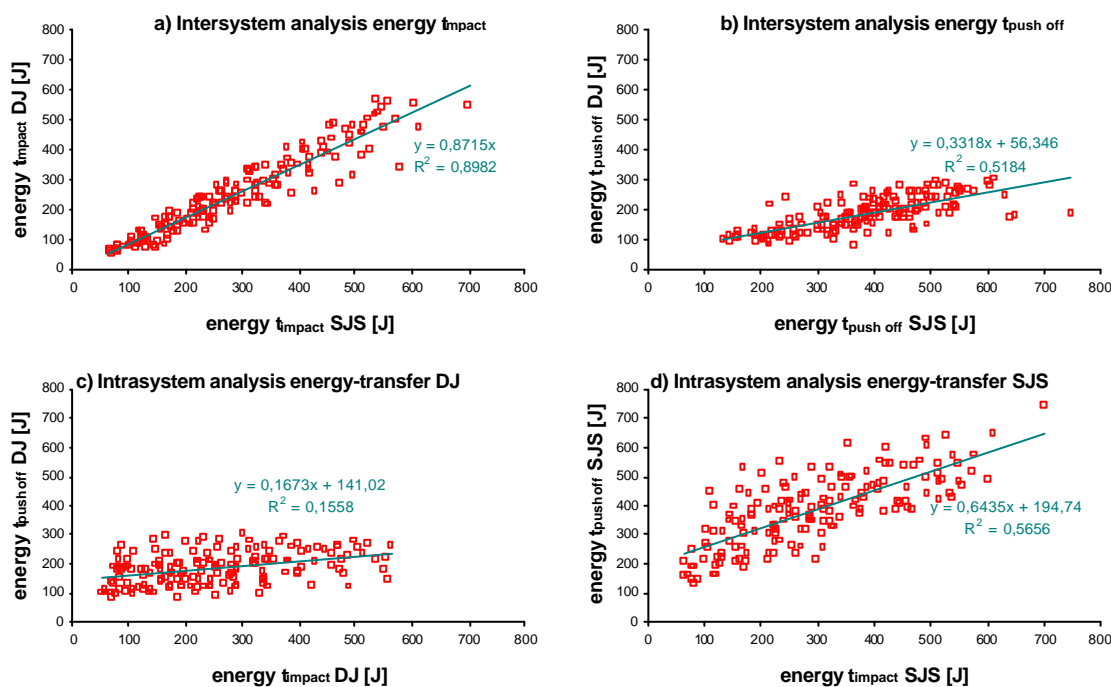 a) Intersystem analysis energy timpact
energy timpact DJ [J]
800
700
600
500
400
300
200
100
0
y = 0,8715x
R2 = 0,8982
0 100 200 300 400 500 600 700 800
energy timpact SJS [J]
b) Intersystem analysis energy tpush off
energy tpushoff DJ [J]
800
700
600
500
400
300
200
100
0
y = 0,3318x + 56,346
R2 = 0,5184
0 100 200 300 400 500 600 700 800
energy tpush off SJS [J]
c) Intrasystem analysis energy-transfer DJ
energy tpushoff DJ [J]
800
700
600
500
400
300
200
100
0
y = 0,1673x + 141,02
R2 = 0,1558
0 100 200 300 400 500 600 700 800
energy timpact DJ [J]
d) Intrasystem analysis energy-transfer SJS
energy tpushoff SJS [J]
800
700
600
500
400
300
200
100
0
y = 0,6435x + 194,74
R2 = 0,5656
0 100 200 300 400 500 600 700 800
energy timpact SJS [J]